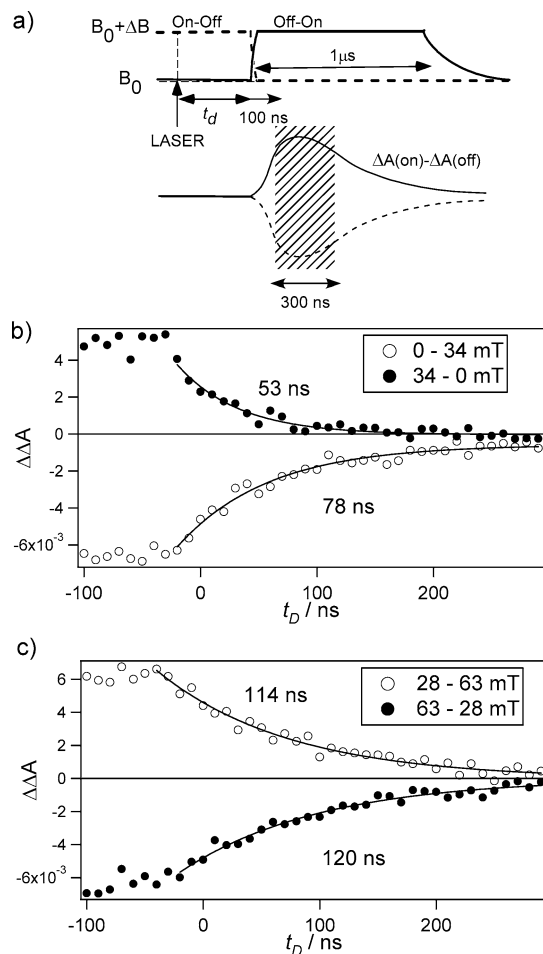 a)
On-Off
Off-On
B₀+ΔB
1μs
B₀
t_d
100 ns
LASER
ΔA(on)-ΔA(off)
300 ns
b)
0 - 34 mT
34 - 0 mT
4
2
0
-2
-4
-6x10⁻³
ΔΔA
53 ns
78 ns
-100
0
100
200
t_D / ns
c)
28 - 63 mT
63 - 28 mT
6
4
2
0
-2
-4
-6x10⁻³
ΔΔA
114 ns
120 ns
-100
0
100
200
t_D / ns